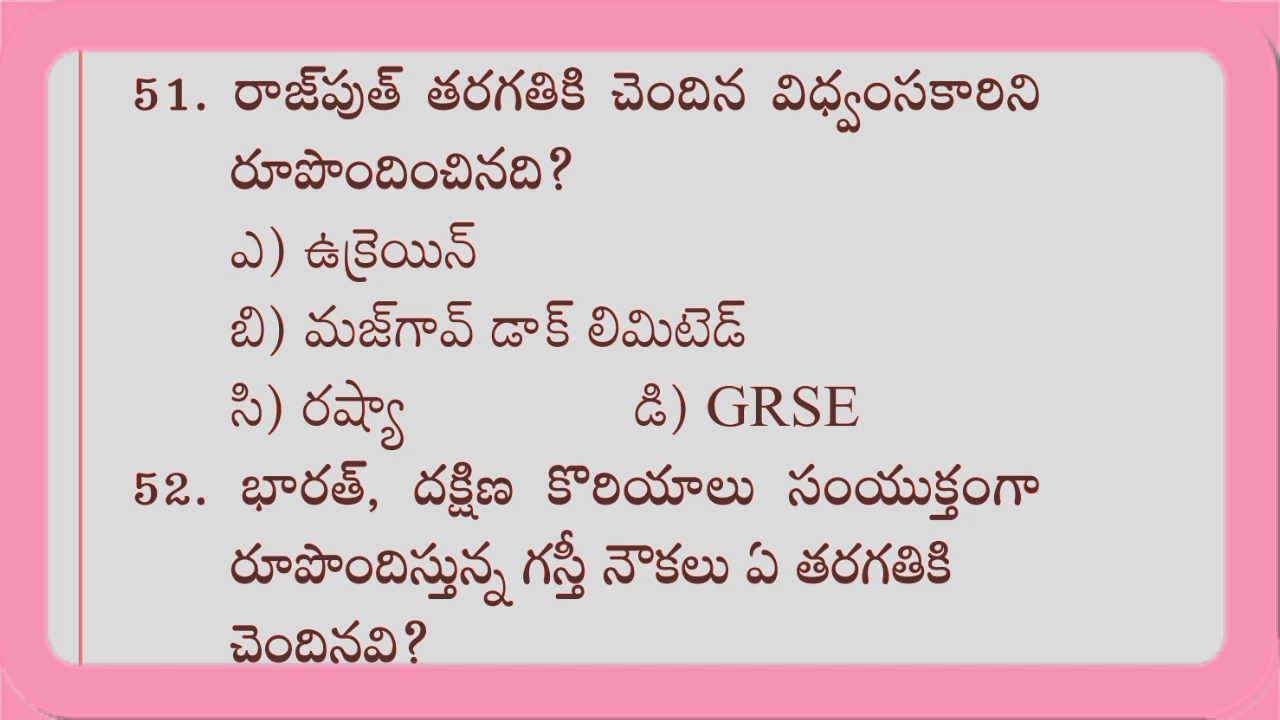 51. రాజ్‌పుత్ తరగతికి చెందిన విధ్వంసకారిని
రూపొందించినది?
ఎ) ఉక్రెయిన్
బి) మజ్‌గావ్ డాక్ లిమిటెడ్
సి) రష్యా డి) GRSE
52. భారత్, దక్షిణ కొరియాలు సంయుక్తంగా
రూపొందిస్తున్న గస్తీ నౌకలు ఏ తరగతికి
చెందినవి?